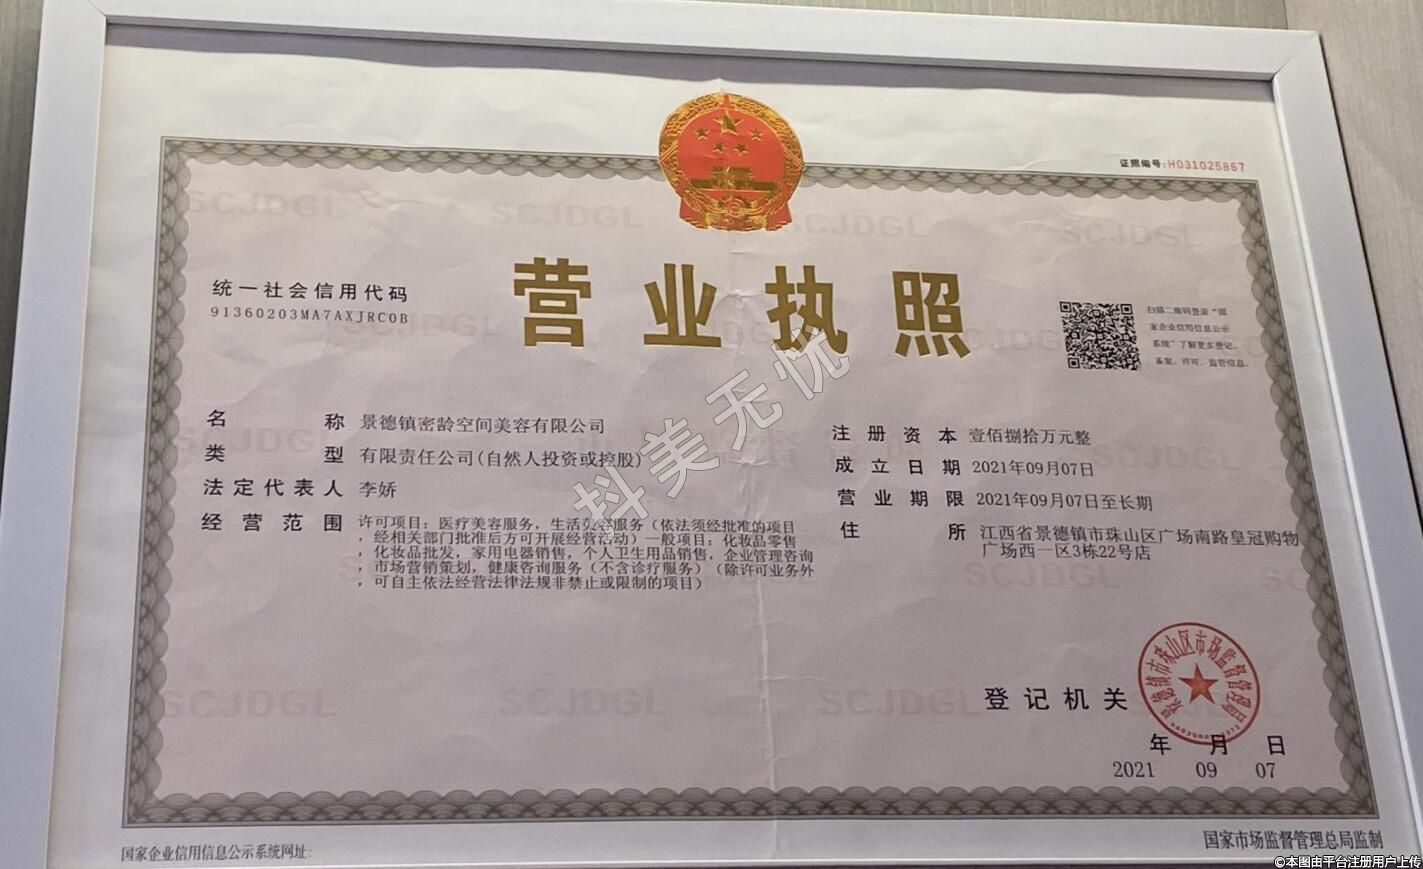 证照编号:H031025867
统一社会信用代码
91360203MA7AXJRC0B
营业执照
扫描二维码登录“国
家企业信用信息公示
系统”了解更多登记、
备案、许可、监管信息。
名称 景德镇密龄空间美容有限公司
类型 有限责任公司(自然人投资或控股)
法定代表人 李娇
经营范围 许可项目：医疗美容服务，生活美容服务（依法须经批准的项目
，经相关部门批准后方可开展经营活动）一般项目：化妆品零售
，化妆品批发，家用电器销售，个人卫生用品销售，企业管理咨询
，市场营销策划，健康咨询服务（不含诊疗服务）（除许可业务外
，可自主依法经营法律法规非禁止或限制的项目）
注册资本 壹佰捌拾万元整
成立日期 2021年09月07日
营业期限 2021年09月07日至长期
住所 江西省景德镇市珠山区广场南路皇冠购物
广场西一区3栋22号店
抖美无忧
登记机关
景德镇市珠山区市场监督管理局
年 月 日
2021 09 07
国家企业信用信息公示系统网址:
国家市场监督管理总局监制
©本图由平台注册用户上传
SCJDGL